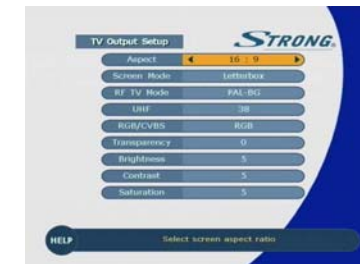 TV Output Setup
STRONG.
Aspect 16 : 9
Screen Mode Letterbox
RF TV Mode PAL-BG
UHF 38
RGB/CVBS RGB
Transparency 0
Brightness 5
Contrast 5
Saturation 5
HELP Select screen aspect ratio